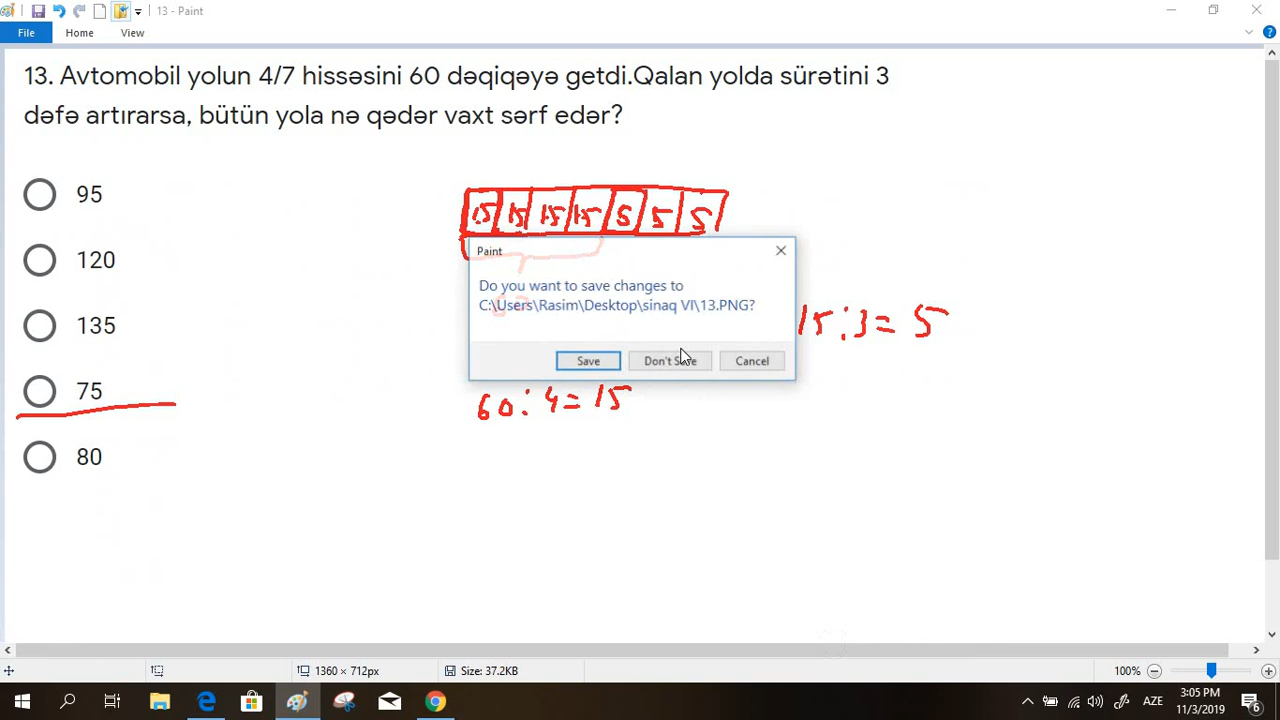 13 - Paint
File Home View
13. Avtomobil yolun 4/7 hissəsini 60 dəqiqəyə getdi.Qalan yolda sürətini 3
dəfə artırarsa, bütün yola nə qədər vaxt sərf edər?
95
120
135
75
80
15 15 15 15 5 5 5
Paint
Do you want to save changes to
C:\Users\Rasim\Desktop\sinaq VI\13.PNG?
Save Don't Save Cancel
15:3=5
60:4=15
1360 × 712px Size: 37.2KB 100%
AZE 3:05 PM
11/3/2019 6